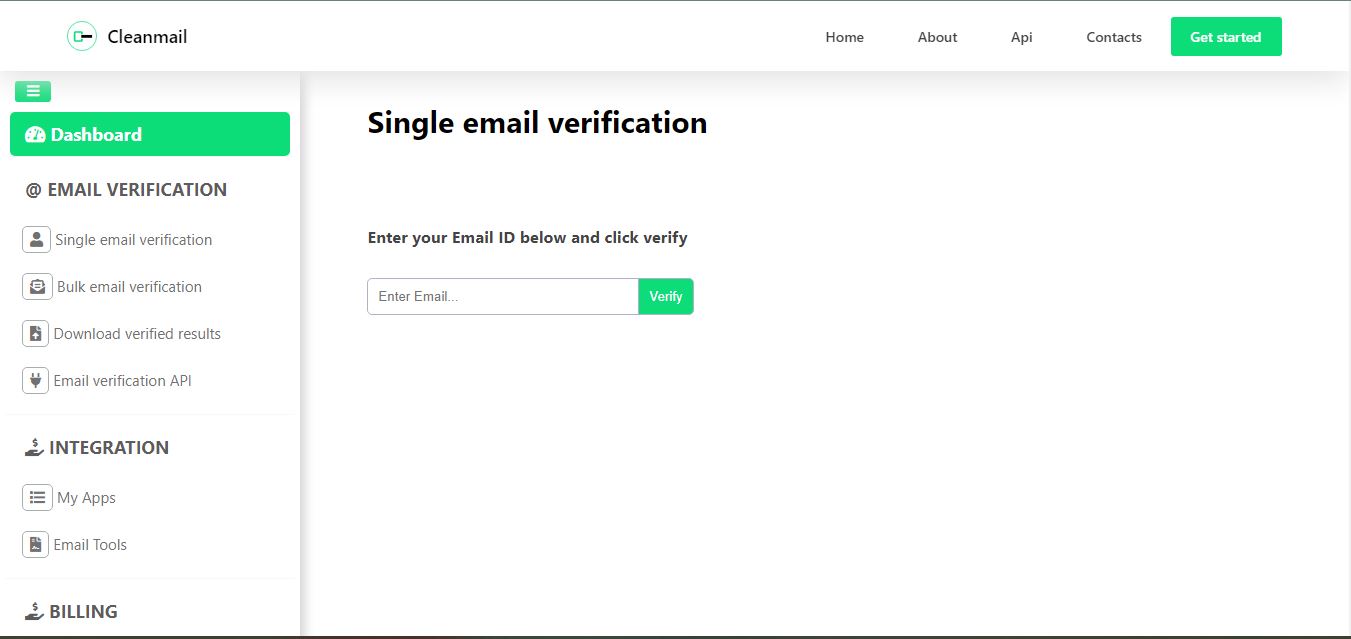 Cleanmail
Home
About
Api
Contacts
Get started
Dashboard
@ EMAIL VERIFICATION
Single email verification
Bulk email verification
Download verified results
Email verification API
INTEGRATION
My Apps
Email Tools
BILLING
Single email verification
Enter your Email ID below and click verify
Enter Email...
Verify